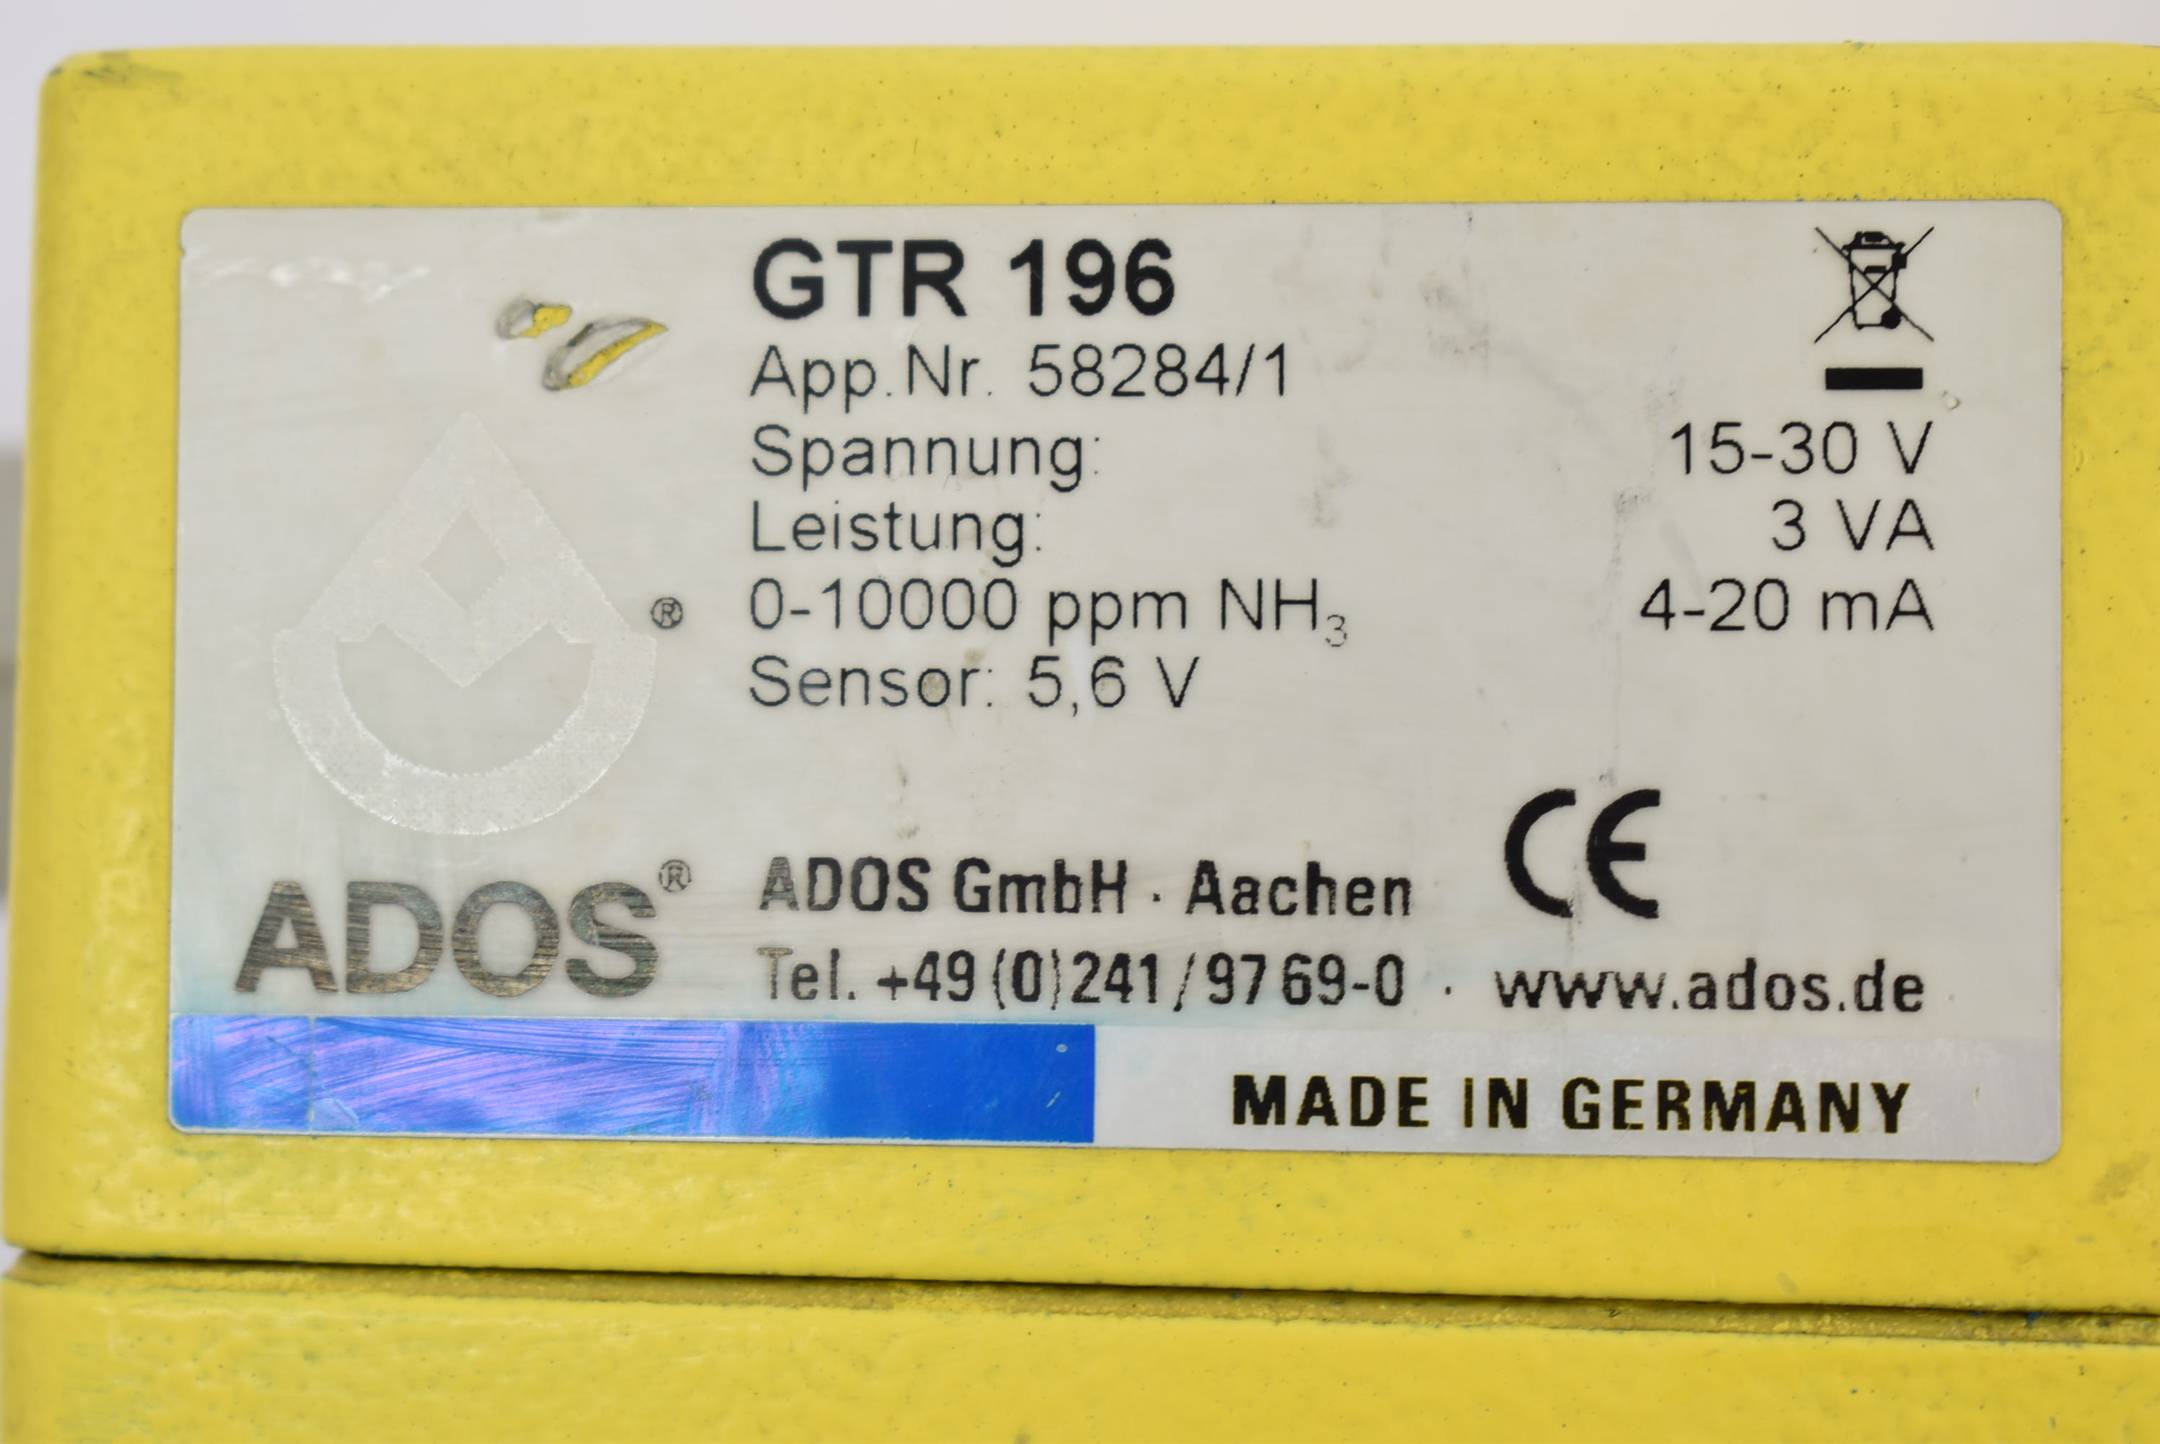 GTR 196
App.Nr. 58284/1
Spannung: 15-30 V
Leistung: 3 VA
0-10000 ppm NH₃ 4-20 mA
Sensor: 5,6 V
®
ADOS®
ADOS GmbH · Aachen CE
Tel. +49 (0) 241 / 97 69-0 · www.ados.de
MADE IN GERMANY